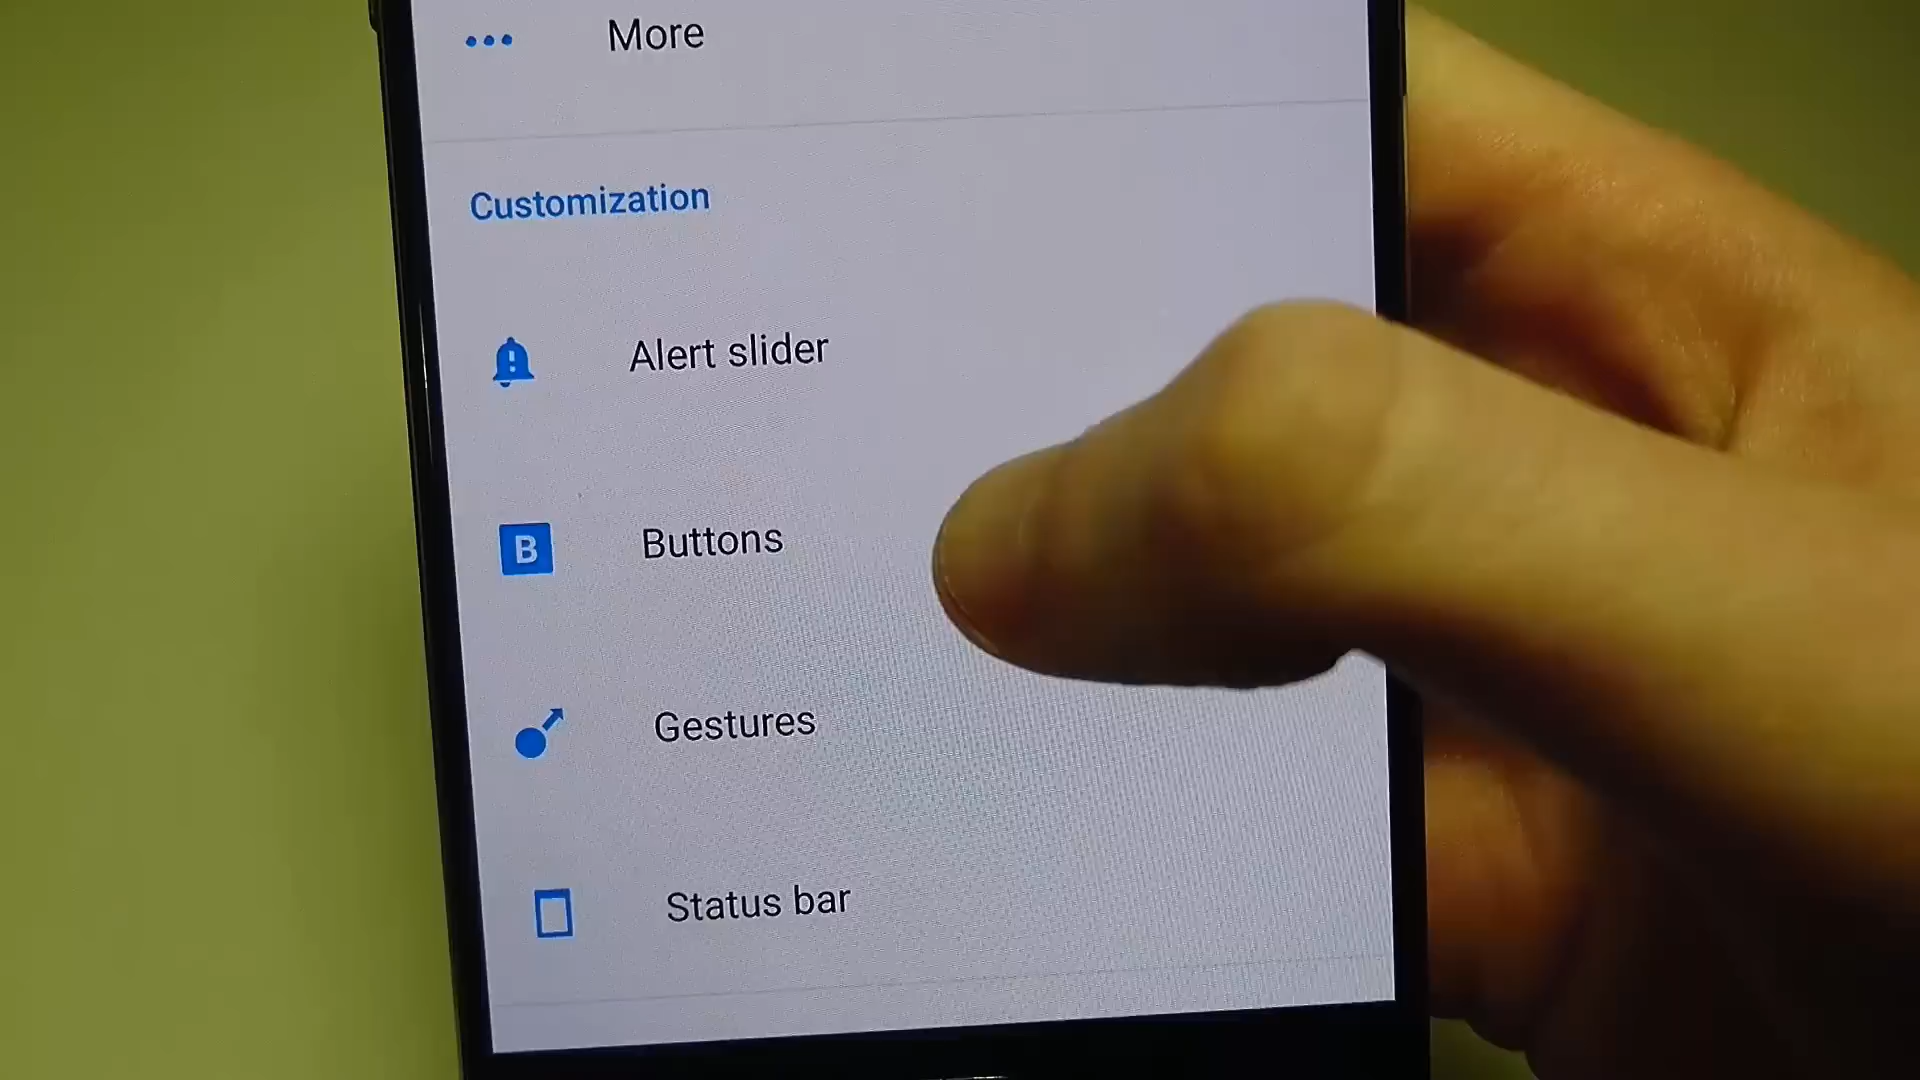 More
Customization
Alert slider
B Buttons
Gestures
Status bar